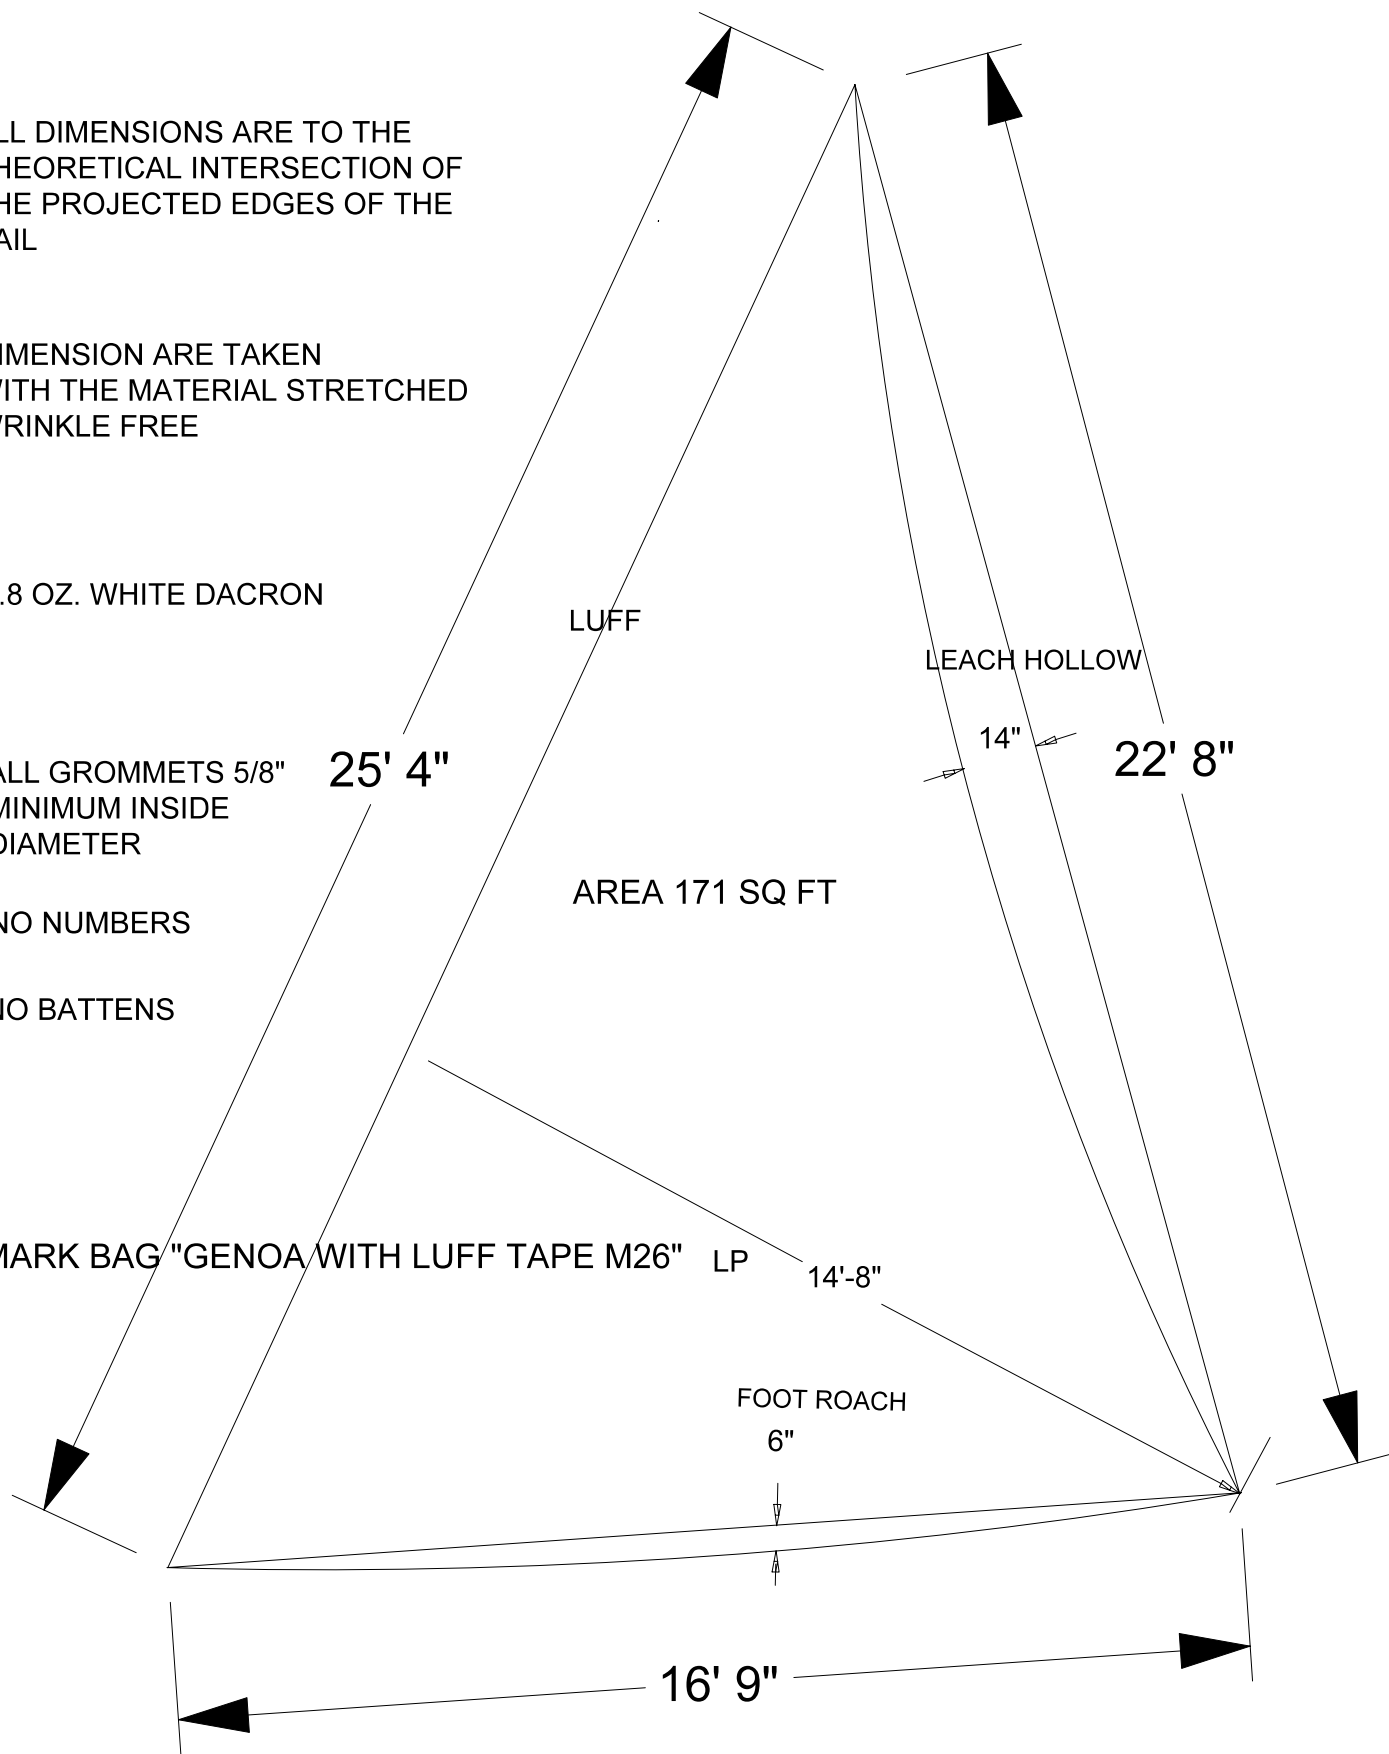 LL DIMENSIONS ARE TO THE
HEORETICAL INTERSECTION OF
HE PROJECTED EDGES OF THE
AIL
IMENSION ARE TAKEN
WITH THE MATERIAL STRETCHED
WRINKLE FREE
.8 OZ. WHITE DACRON
LUFF
LEACH HOLLOW
14"
25' 4"
22' 8"
ALL GROMMETS 5/8"
MINIMUM INSIDE
DIAMETER
AREA 171 SQ FT
NO NUMBERS
NO BATTENS
MARK BAG "GENOA WITH LUFF TAPE M26"
LP
14'-8"
FOOT ROACH
6"
16' 9"